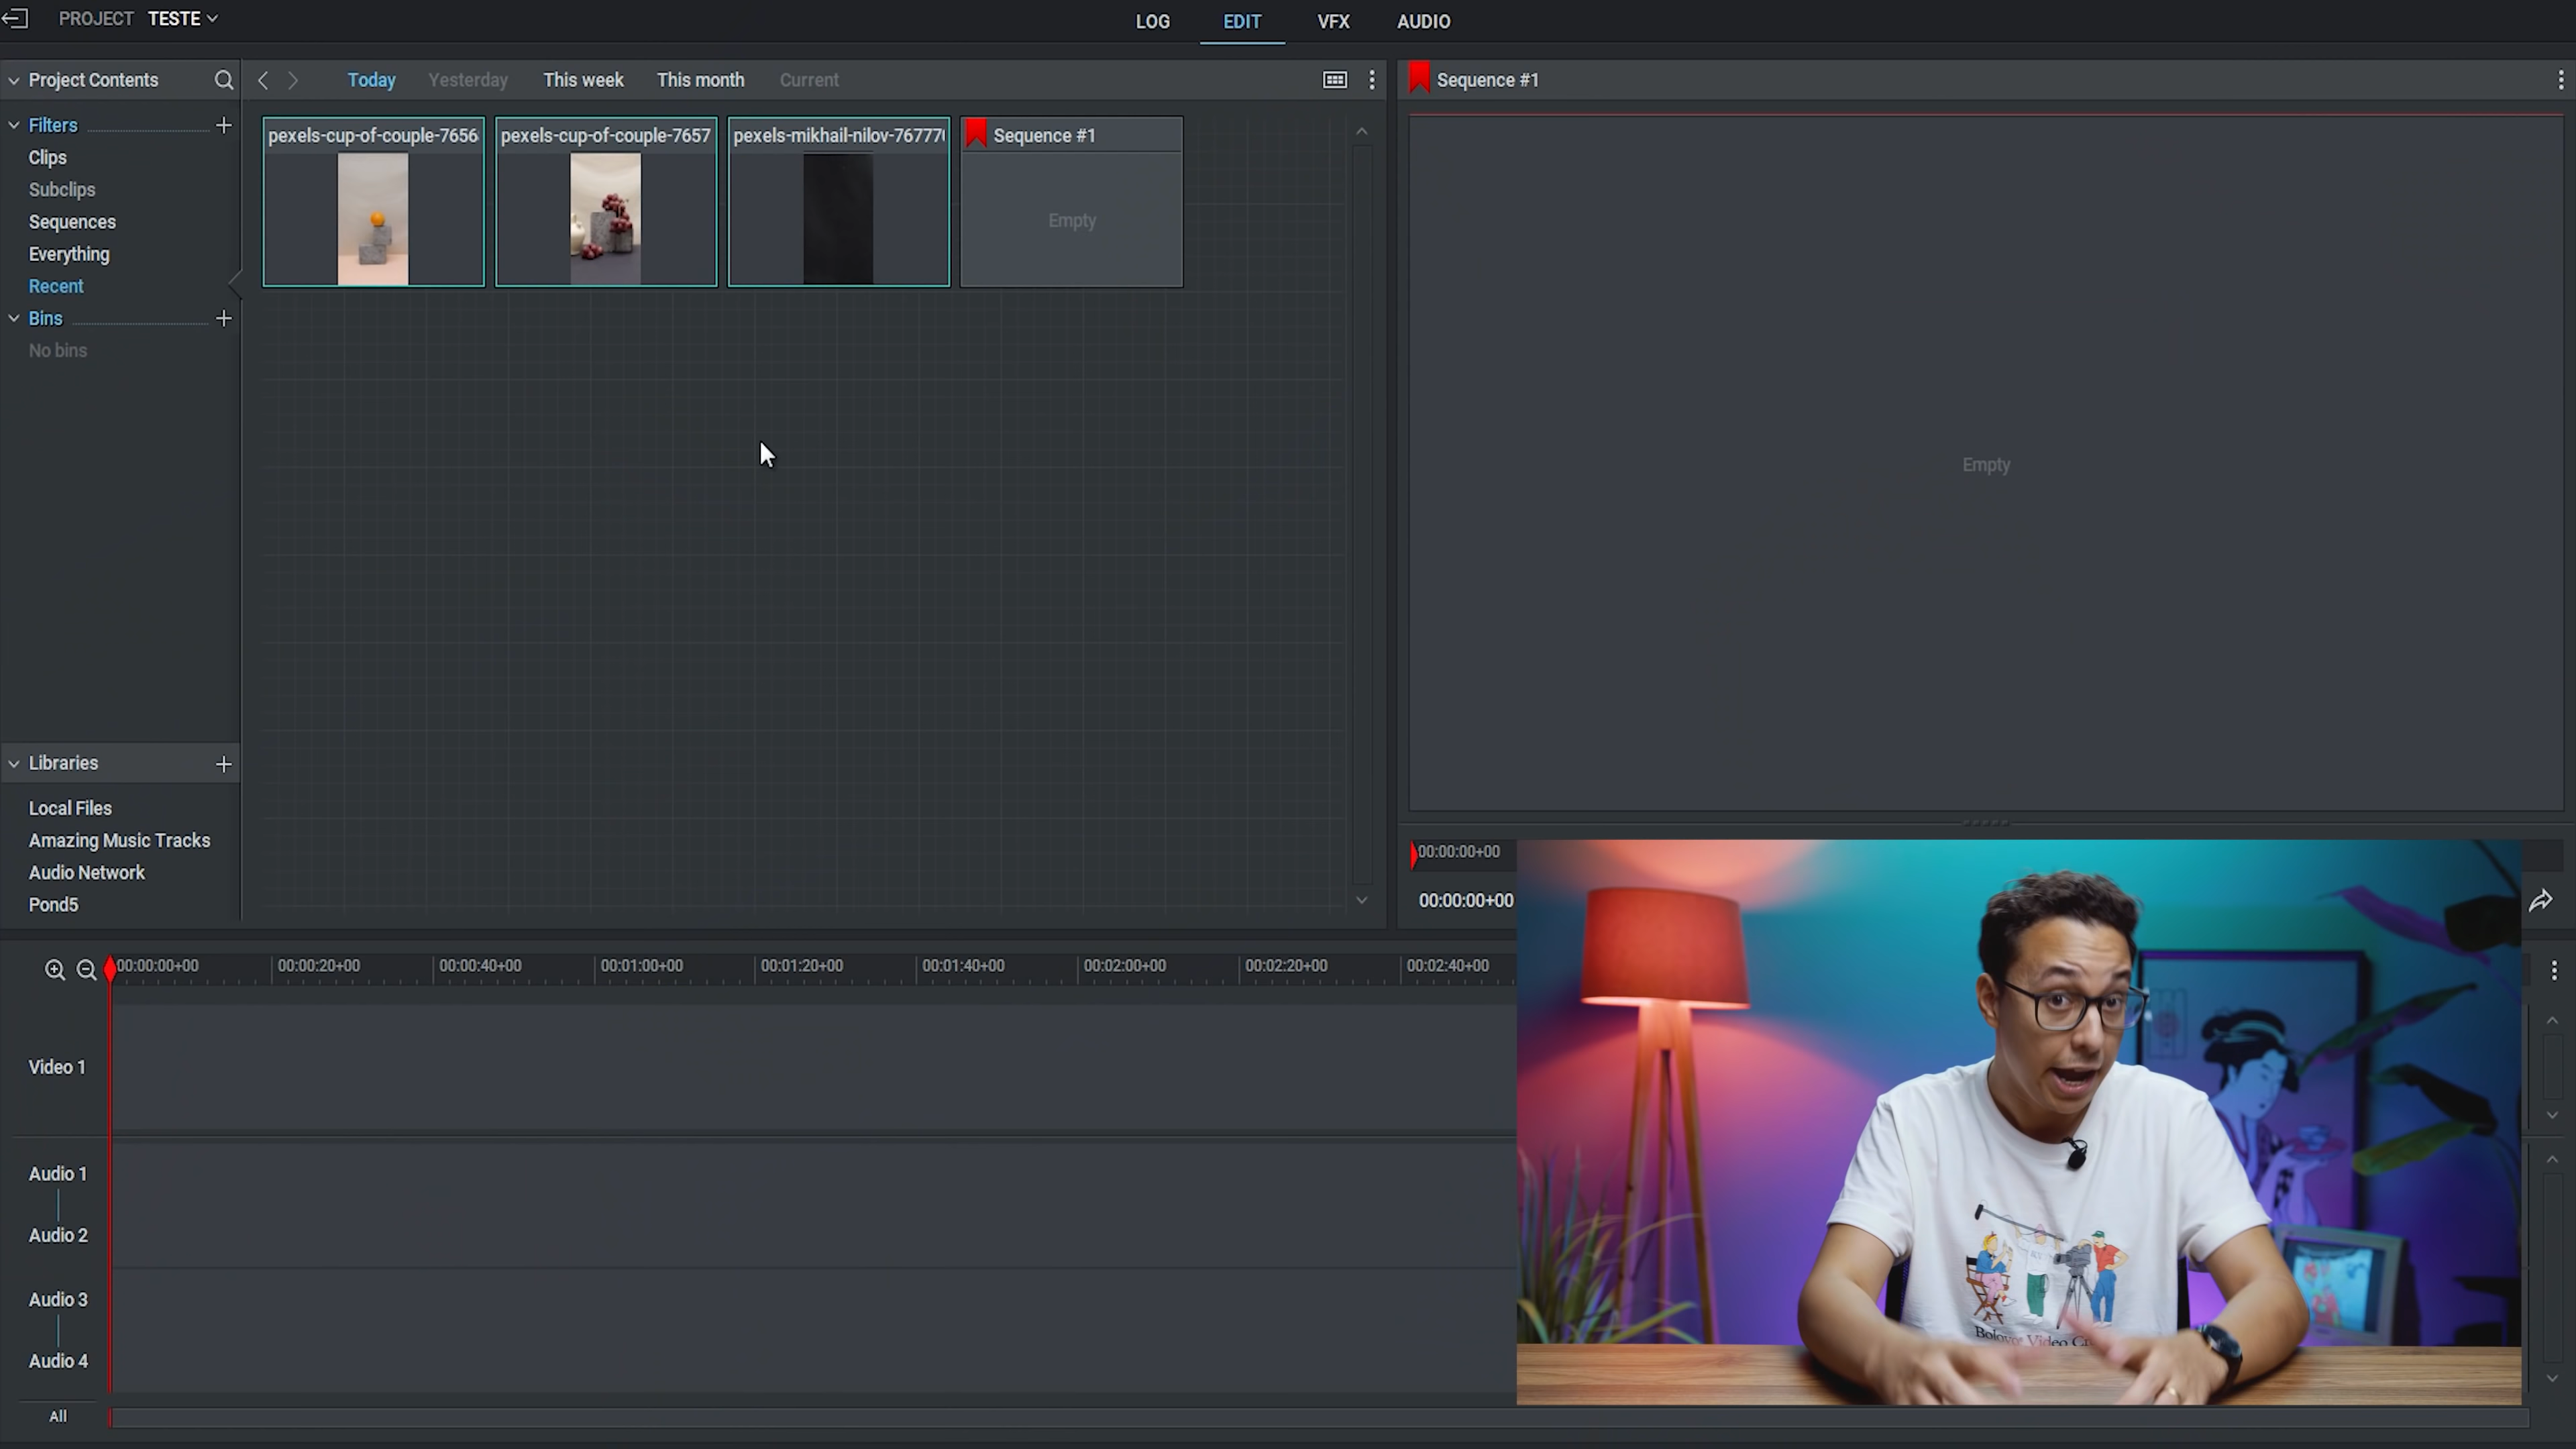 PROJECT TESTE
LOG EDIT VFX AUDIO
Project Contents
Today Yesterday This week This month Current
Sequence #1
Filters
Clips
Subclips
Sequences
Everything
Recent
Bins
No bins
pexels-cup-of-couple-7656
pexels-cup-of-couple-7657
pexels-mikhail-nilov-76777
Sequence #1
Empty
Empty
Libraries
Local Files
Amazing Music Tracks
Audio Network
Pond5
00:00:00+00
00:00:00+00
00:00:00+00 00:00:20+00 00:00:40+00 00:01:00+00 00:01:20+00 00:01:40+00 00:02:00+00 00:02:20+00 00:02:40+00
Video 1
Audio 1
Audio 2
Audio 3
Audio 4
All
Video